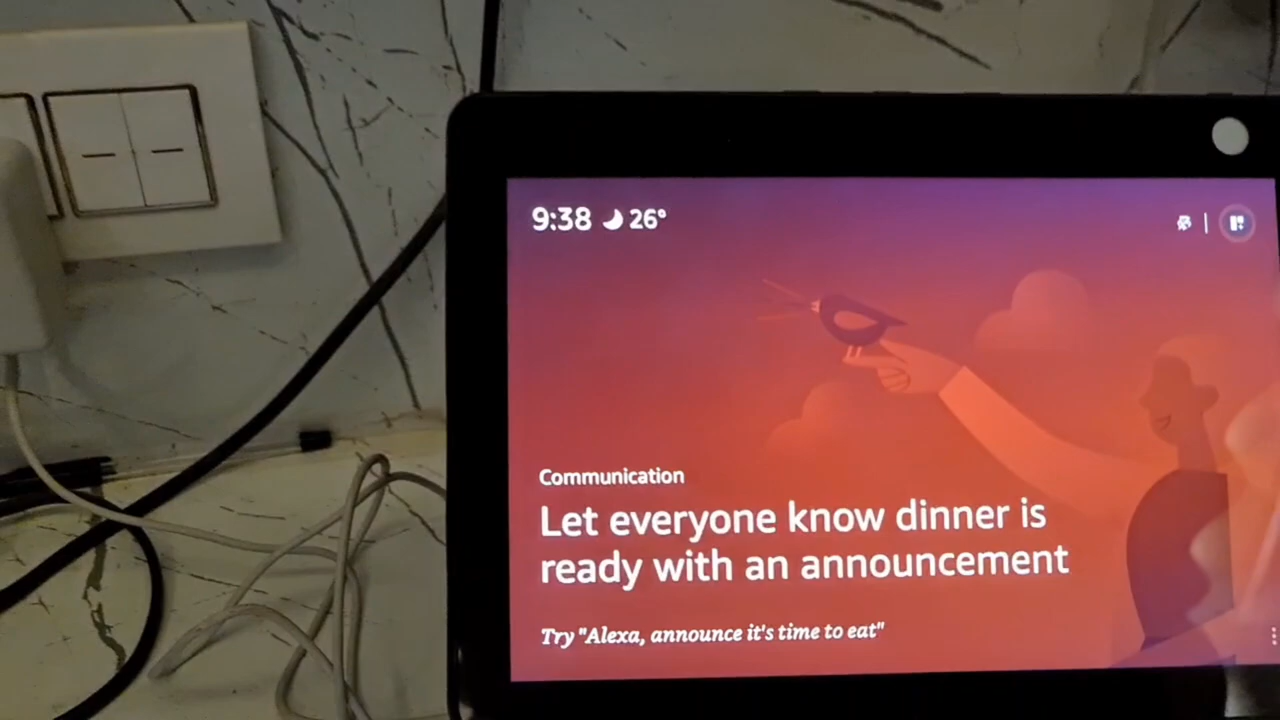 9:38 26°
Communication
Let everyone know dinner is
ready with an announcement
Try "Alexa, announce it's time to eat"